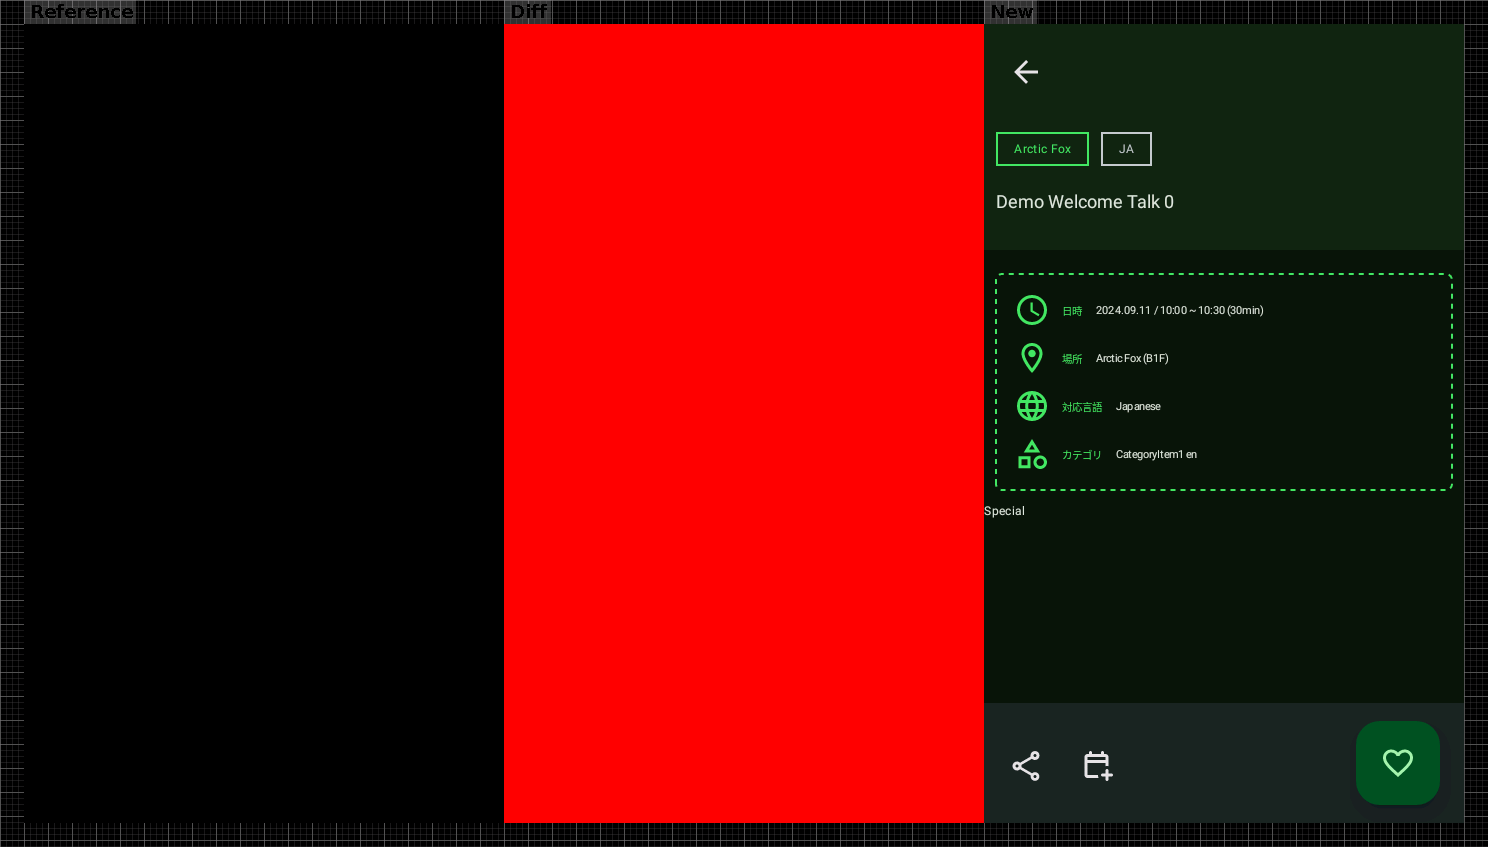 Reference
Diff
New
Arctic Fox
JA
Demo Welcome Talk 0
日時 2024.09.11 / 10:00 ~ 10:30 (30min)
場所 Arctic Fox (B1F)
対応言語 Japanese
カテゴリ CategoryItem1 en
Special